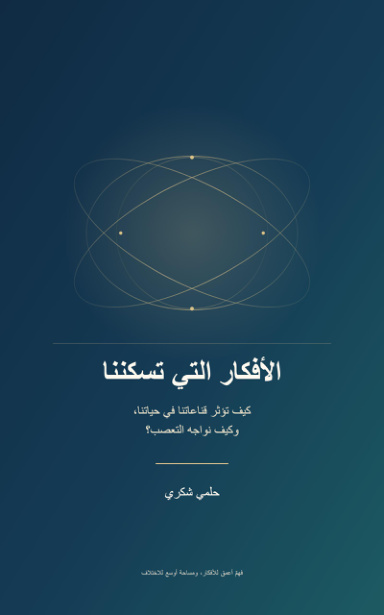 الأفكار التي تسكننا
كيف تؤثر قناعاتنا في حياتنا،
وكيف نواجه التعصب؟
حلمي شكري
فهمٌ أعمق للأفكار، ومساحة أوسع للاختلاف